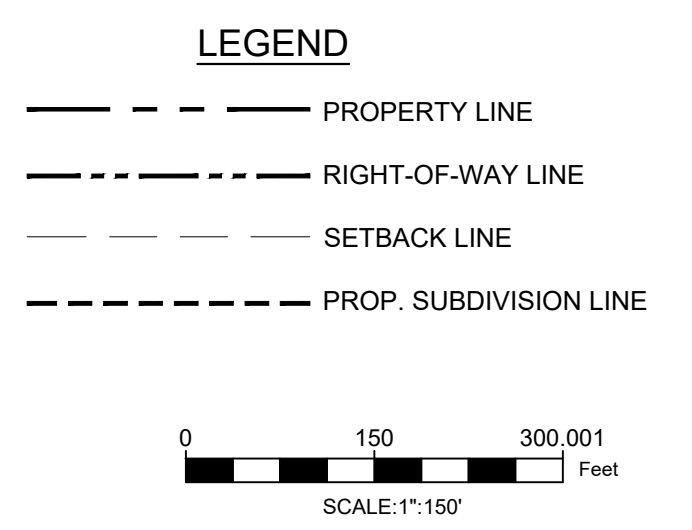 LEGEND
PROPERTY LINE
RIGHT-OF-WAY LINE
SETBACK LINE
PROP. SUBDIVISION LINE
0 150 300.001
Feet
SCALE:1":150'